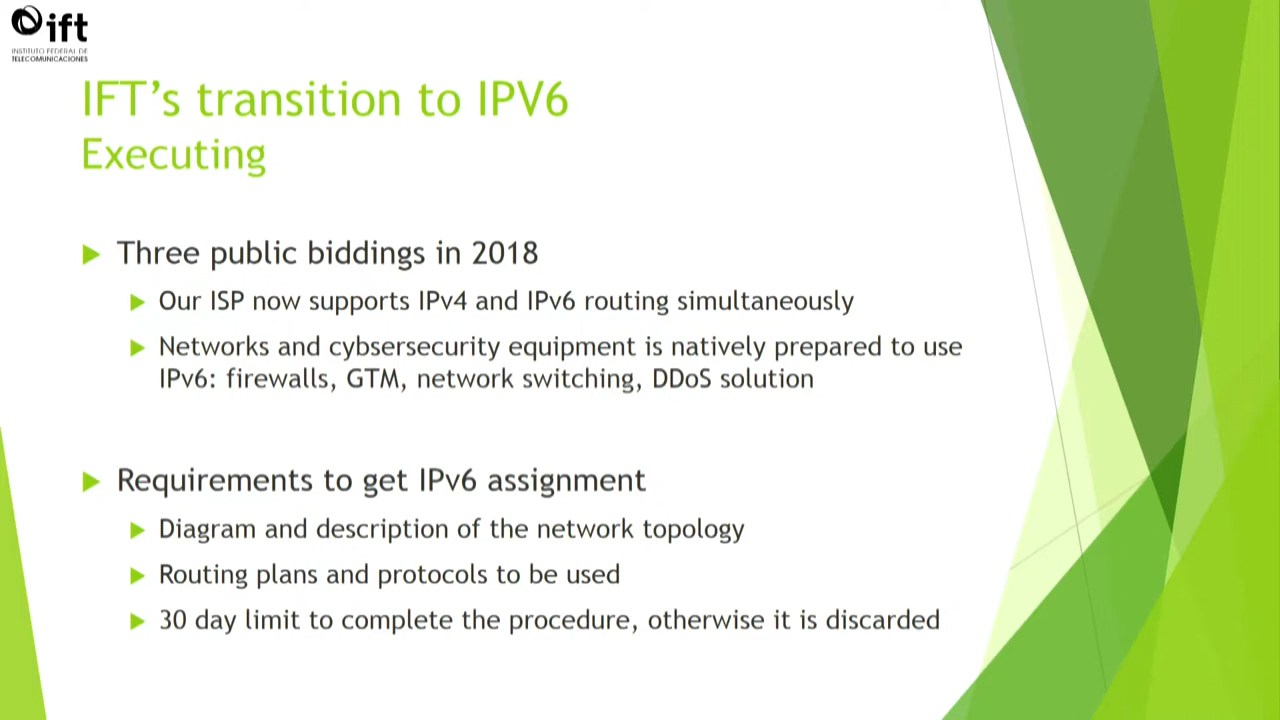 ift
INSTITUTO FEDERAL DE
TELECOMUNICACIONES
IFT's transition to IPV6
Executing
Three public biddings in 2018
Our ISP now supports IPv4 and IPv6 routing simultaneously
Networks and cybsersecurity equipment is natively prepared to use
IPv6: firewalls, GTM, network switching, DDoS solution
Requirements to get IPv6 assignment
Diagram and description of the network topology
Routing plans and protocols to be used
30 day limit to complete the procedure, otherwise it is discarded